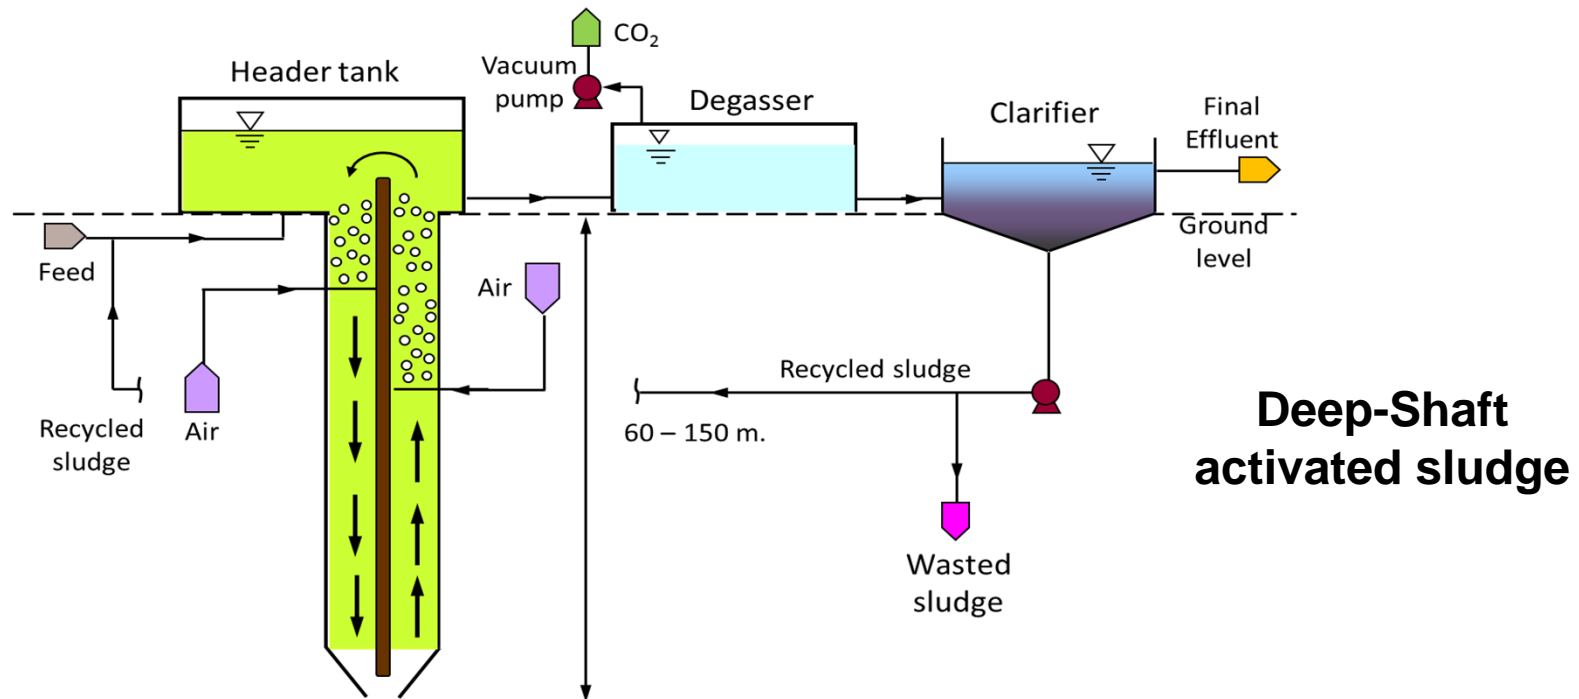 CO₂
Vacuum
pump
Header tank
Degasser
Clarifier
Final
Effluent
Feed
Recycled
sludge
Air
Air
Ground
level
Recycled sludge
60 – 150 m.
Wasted
sludge
Deep-Shaft
activated sludge